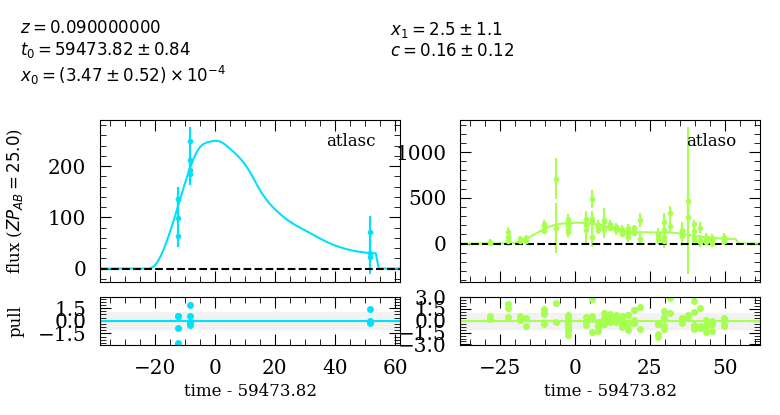 z = 0.090000000
t₀ = 59473.82 ± 0.84
x₀ = (3.47 ± 0.52) × 10⁻⁴
x₁ = 2.5 ± 1.1
c = 0.16 ± 0.12
atlasc
200
100
0
flux (ZP_AB = 25.0)
atlaso
1000
500
0
1.5
0.0
−1.5
pull
3.0
1.5
0.0
−1.5
−3.0
−20 0 20 40 60
time - 59473.82
−25 0 25 50
time - 59473.82